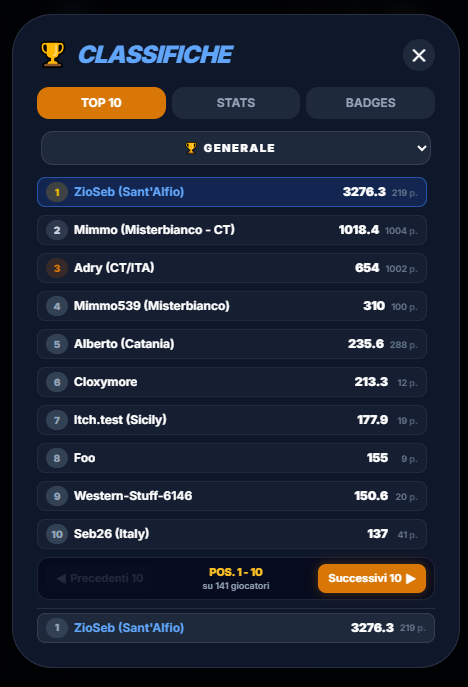 🏆 CLASSIFICHE ✕
TOP 10 STATS BADGES
🏆 GENERALE
1 ZioSeb (Sant'Alfio) 3276.3 219 p.
2 Mimmo (Misterbianco - CT) 1018.4 1004 p.
3 Adry (CT/ITA) 654 1002 p.
4 Mimmo539 (Misterbianco) 310 100 p.
5 Alberto (Catania) 235.6 288 p.
6 Cloxymore 213.3 12 p.
7 Itch.test (Sicily) 177.9 19 p.
8 Foo 155 9 p.
9 Western-Stuff-6146 150.6 20 p.
10 Seb26 (Italy) 137 41 p.
◀ Precedenti 10 POS. 1 - 10 Successivi 10 ▶
su 141 giocatori
1 ZioSeb (Sant'Alfio) 3276.3 219 p.